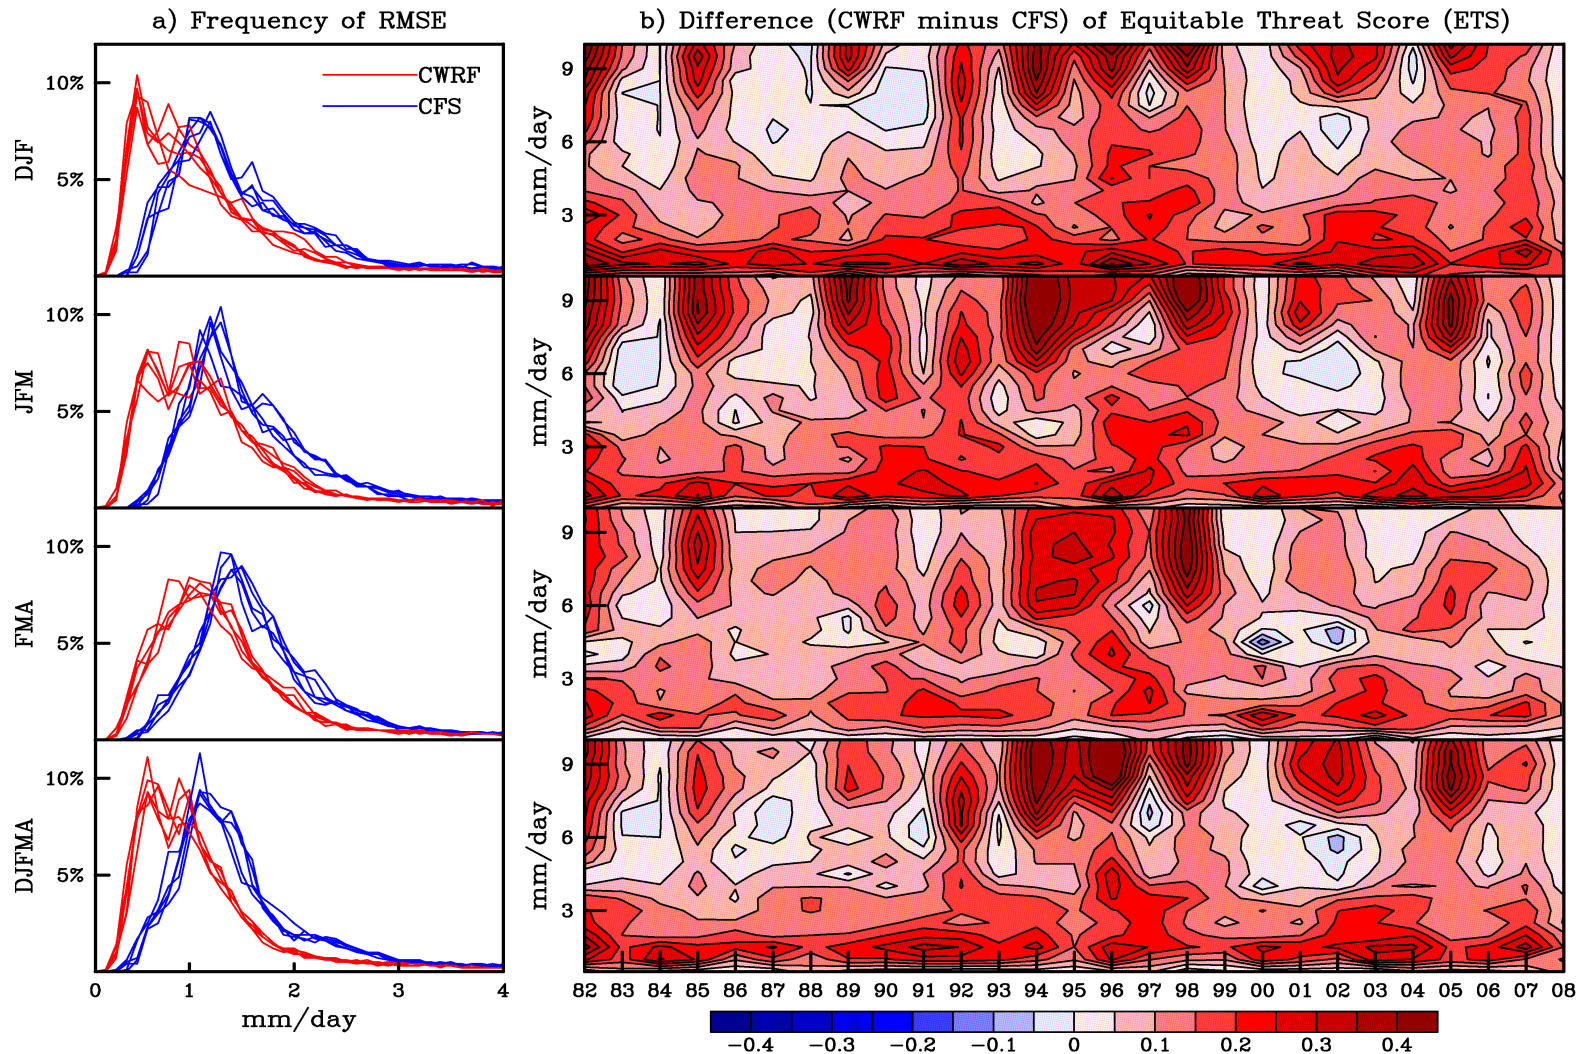 a) Frequency of RMSE
b) Difference (CWRF minus CFS) of Equitable Threat Score (ETS)
CWRF
CFS
10%
5%
DJF
9
6
3
mm/day
10%
5%
JFM
9
6
3
mm/day
10%
5%
FMA
9
6
3
mm/day
10%
5%
DJFMA
9
6
3
mm/day
0 1 2 3 4
mm/day
82 83 84 85 86 87 88 89 90 91 92 93 94 95 96 97 98 99 00 01 02 03 04 05 06 07 08
−0.4 −0.3 −0.2 −0.1 0 0.1 0.2 0.3 0.4